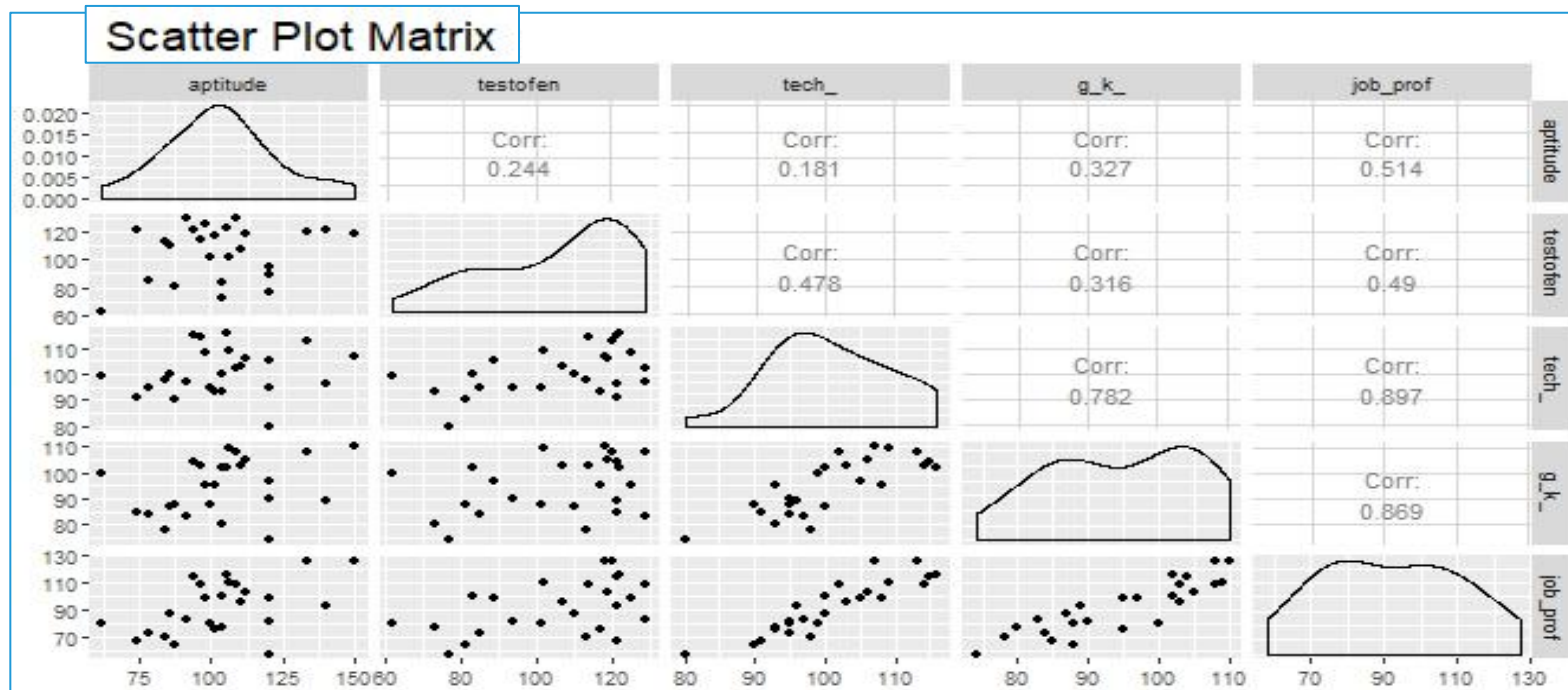 Scatter Plot Matrix
aptitude testofen tech_ g_k_ job_prof
0.020
0.015
0.010
0.005
0.000
Corr: Corr: Corr: Corr:
0.244 0.181 0.327 0.514
aptitude
120
100
80
60
Corr: Corr: Corr:
0.478 0.316 0.49
testofen
110
100
90
80
Corr: Corr:
0.782 0.897
tech_
110
100
90
80
Corr:
0.869
g_k_
130
110
90
70
job_prof
75 100 125 150 60 80 100 120 80 90 100 110 80 90 100 110 70 90 110 130